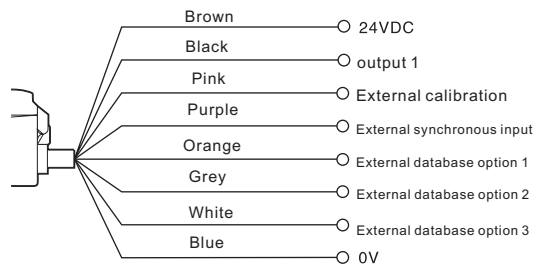 Brown
24VDC
Black
output 1
Pink
External calibration
Purple
External synchronous input
Orange
External database option 1
Grey
External database option 2
White
External database option 3
Blue
0V